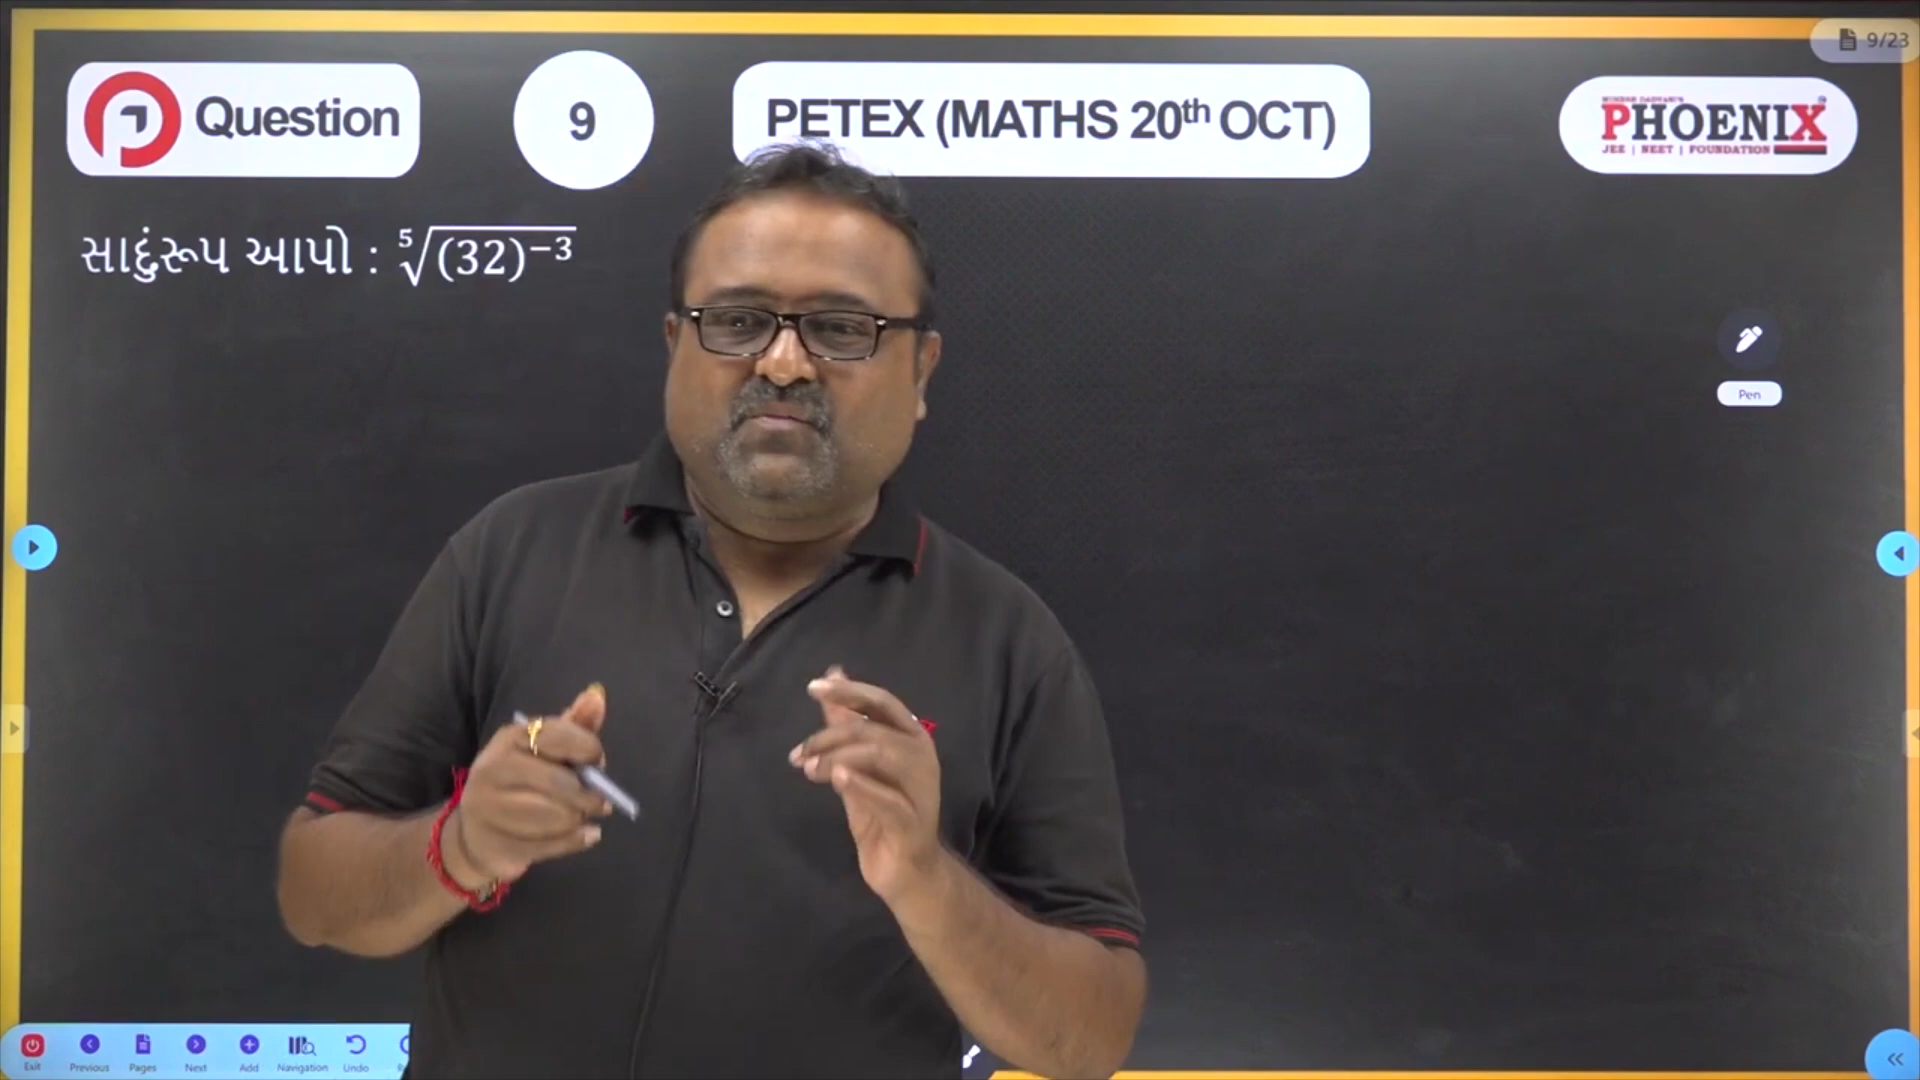 Question
9
PETEX (MATHS 20th OCT)
PHOENIX
JEE | NEET | FOUNDATION
9/23
સાદુંરૂપ આપો : ⁵√(32)⁻³
Pen
Exit
Previous
Pages
Next
Add
Navigation
Undo